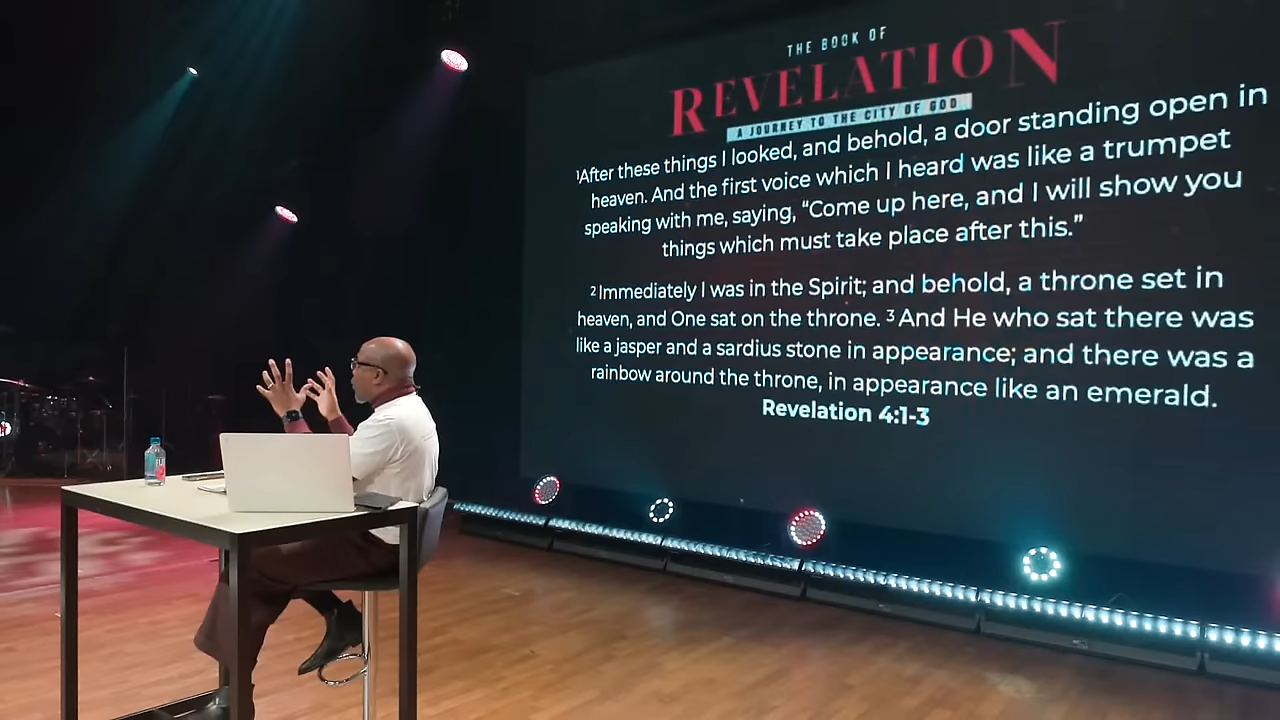 THE BOOK OF
REVELATION
A JOURNEY TO THE CITY OF GOD
¹After these things I looked, and behold, a door standing open in
heaven. And the first voice which I heard was like a trumpet
speaking with me, saying, “Come up here, and I will show you
things which must take place after this.”
² Immediately I was in the Spirit; and behold, a throne set in
heaven, and One sat on the throne. ³ And He who sat there was
like a jasper and a sardius stone in appearance; and there was a
rainbow around the throne, in appearance like an emerald.
Revelation 4:1-3